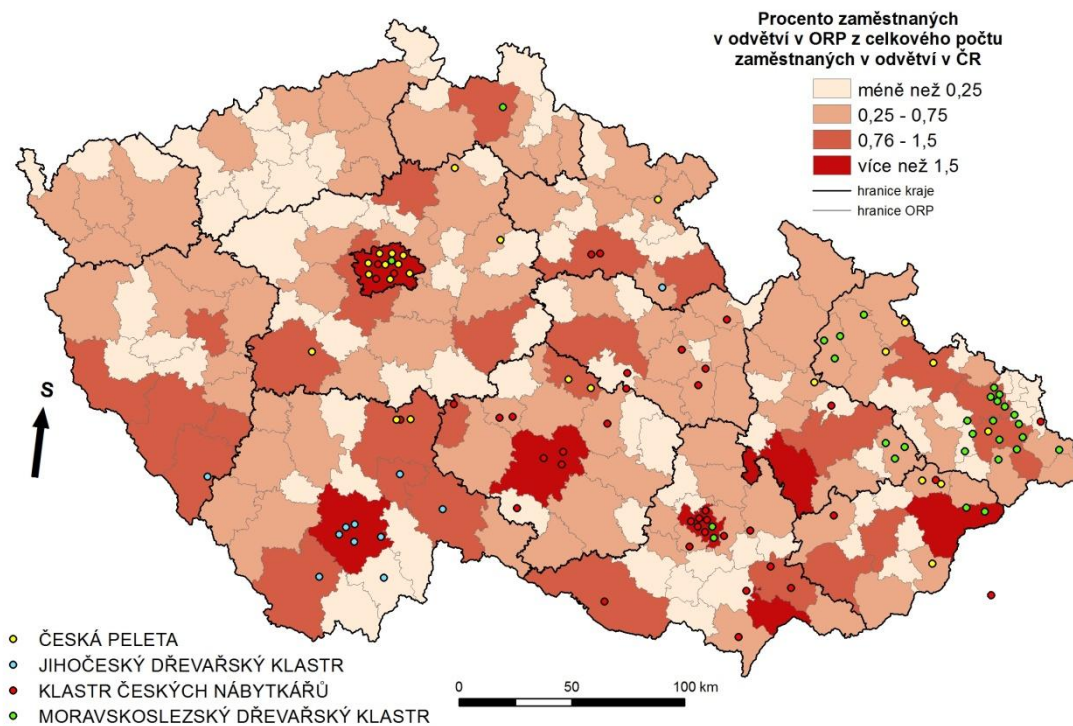 Procento zaměstnaných
v odvětví v ORP z celkového počtu
zaměstnaných v odvětví v ČR
méně než 0,25
0,25 - 0,75
0,76 - 1,5
více než 1,5
hranice kraje
hranice ORP
S
ČESKÁ PELETA
JIHOČESKÝ DŘEVAŘSKÝ KLASTR
KLASTR ČESKÝCH NÁBYTKÁŘŮ
MORAVSKOSLEZSKÝ DŘEVAŘSKÝ KLASTR
0 50 100 km